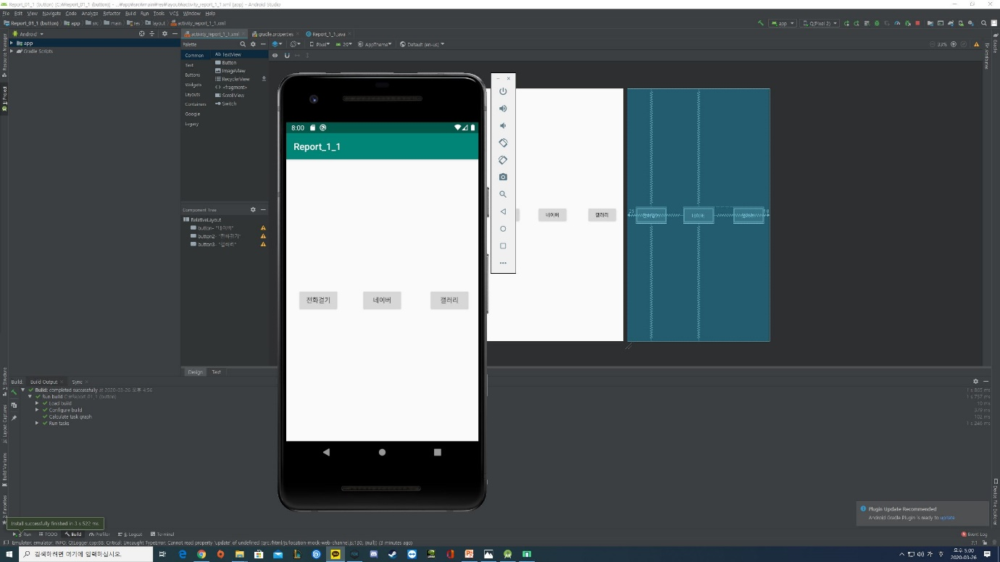 Report_01_1 (button) [C:₩Report_01_1 (button)] - ...₩app₩src₩main₩res₩layout₩activity_report_1_1.xml [app] - Android Studio
File Edit View Navigate Code Analyze Refactor Build Run Tools VCS Window Help
Report_01_1 (button) app src main res layout activity_report_1_1.xml
app Q(Pixel 2)
Android
activity_report_1_1.xml gradle.properties Report_1_1.java
app
Gradle Scripts
Resource Manager
1: Project
Palette
Common
Text
Buttons
Widgets
Layouts
Containers
Google
Legacy
Ab TextView
Button
ImageView
RecyclerView
<fragment>
ScrollView
Switch
Pixel 29 AppTheme Default (en-us)
33%
Attributes
Gradle
Component Tree
RelativeLayout
button- "네이버"
button2- "전화걸기"
button3- "갤러리"
8:00
Report_1_1
전화걸기 네이버 갤러리
네이버 갤러리
전화걸기 네이버 갤러리
Design Text
Build: Build Output Sync
Build: completed successfully at 2020-03-26 오후 4:56
1 s 865 ms
Run build C:₩Report_01_1 (button)
1 s 757 ms
Load build
10 ms
Configure build
379 ms
Calculate task graph
102 ms
Run tasks
1 s 246 ms
Structure
Layout Captures
Build Variants
2: Favorites
Device File Explorer
Plugin Update Recommended
Android Gradle Plugin is ready to update.
Install successfully finished in 3 s 522 ms.
4: Run TODO Build Profiler 6: Logcat Terminal
Event Log
Emulator: emulator: INFO: QtLogger.cpp:68: Critical: Uncaught TypeError: Cannot read property 'update' of undefined (qrc:/html/js/location-mock-web-channel.js:130, (null)) (3 minutes ago)
7:1
검색하려면 여기에 입력하십시오.
가
오후 5:00
2020-03-26